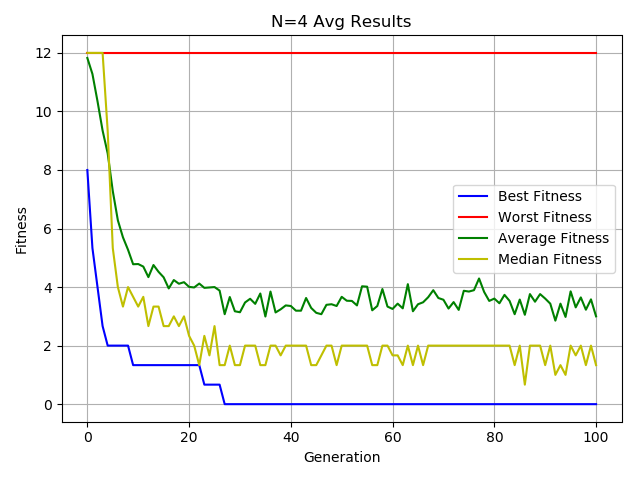 N=4 Avg Results
12
10
8
6
4
2
0
Fitness
Best Fitness
Worst Fitness
Average Fitness
Median Fitness
0 20 40 60 80 100
Generation